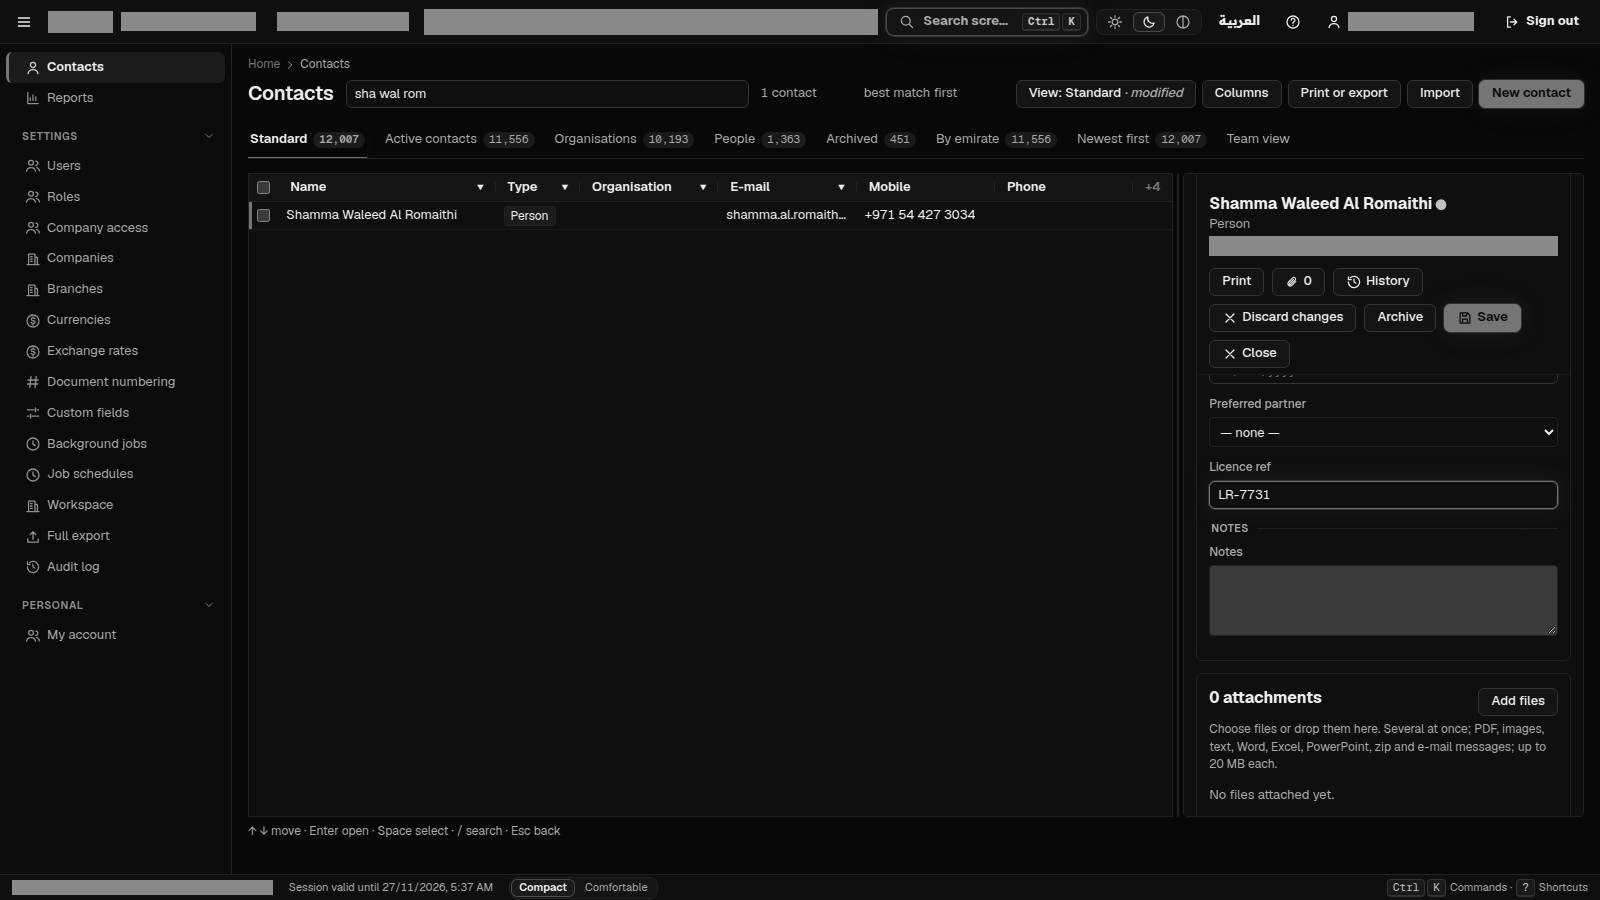 Search scre... Ctrl K العربية Sign out
Contacts
Reports
SETTINGS
Users
Roles
Company access
Companies
Branches
Currencies
Exchange rates
Document numbering
Custom fields
Background jobs
Job schedules
Workspace
Full export
Audit log
PERSONAL
My account
Home > Contacts
Contacts sha wal rom 1 contact best match first View: Standard · modified Columns Print or export Import New contact
Standard 12,007 Active contacts 11,556 Organisations 10,193 People 1,363 Archived 451 By emirate 11,556 Newest first 12,007 Team view
Name Type Organisation E-mail Mobile Phone +4
Shamma Waleed Al Romaithi Person shamma.al.romaith... +971 54 427 3034
Shamma Waleed Al Romaithi
Person
Print 0 History
Discard changes Archive Save
Close
Preferred partner
— none —
Licence ref
LR-7731
NOTES
Notes
0 attachments Add files
Choose files or drop them here. Several at once; PDF, images,
text, Word, Excel, PowerPoint, zip and e-mail messages; up to
20 MB each.
No files attached yet.
↑↓ move · Enter open · Space select · / search · Esc back
Session valid until 27/11/2026, 5:37 AM Compact Comfortable Ctrl K Commands · ? Shortcuts